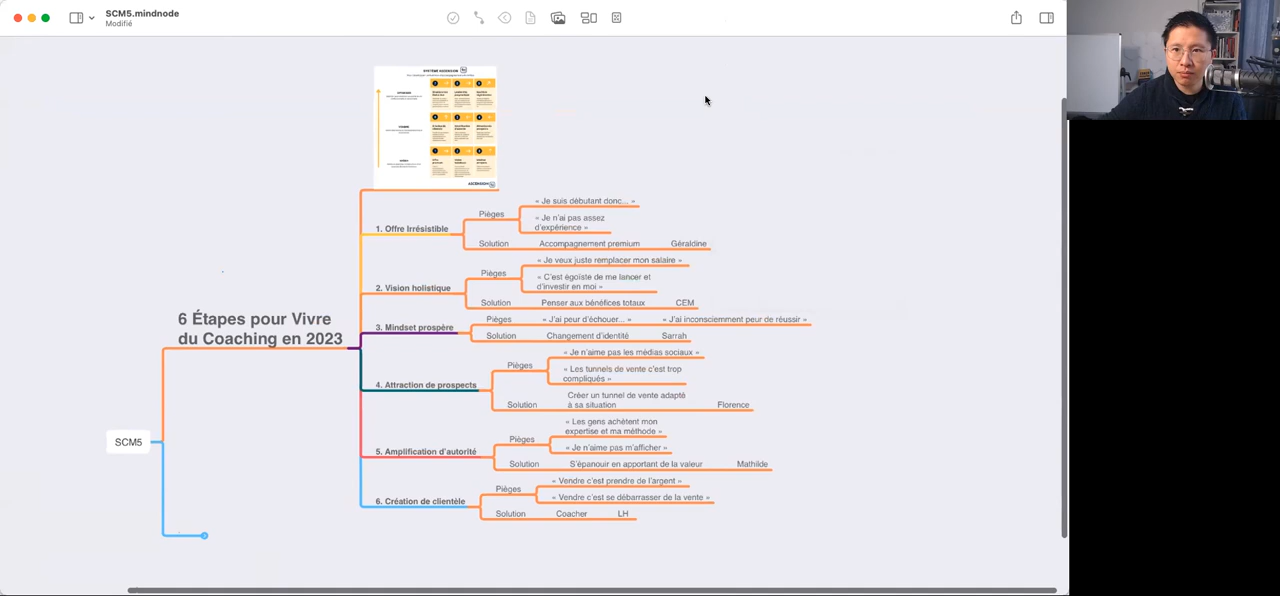 SCM5.mindnode
Modifié
SYSTÈME ASCENSION
ASCENSION
1. Offre Irrésistible
Pièges
« Je suis débutant donc... »
« Je n'ai pas assez
d'expérience »
Solution
Accompagnement premium
Géraldine
2. Vision holistique
Pièges
« Je veux juste remplacer mon salaire »
« C'est égoïste de me lancer et
d'investir en moi »
Solution
Penser aux bénéfices totaux
CEM
3. Mindset prospère
Pièges
« J'ai peur d'échouer... »
« J'ai inconsciemment peur de réussir »
Solution
Changement d'identité
Sarrah
6 Étapes pour Vivre
du Coaching en 2023
4. Attraction de prospects
Pièges
« Je n'aime pas les médias sociaux »
« Les tunnels de vente c'est trop
compliqués »
Solution
Créer un tunnel de vente adapté
à sa situation
Florence
SCM5
5. Amplification d'autorité
Pièges
« Les gens achètent mon
expertise et ma méthode »
« Je n'aime pas m'afficher »
Solution
S'épanouir en apportant de la valeur
Mathilde
6. Création de clientèle
Pièges
« Vendre c'est prendre de l'argent »
« Vendre c'est se débarrasser de la vente »
Solution
Coacher
LH